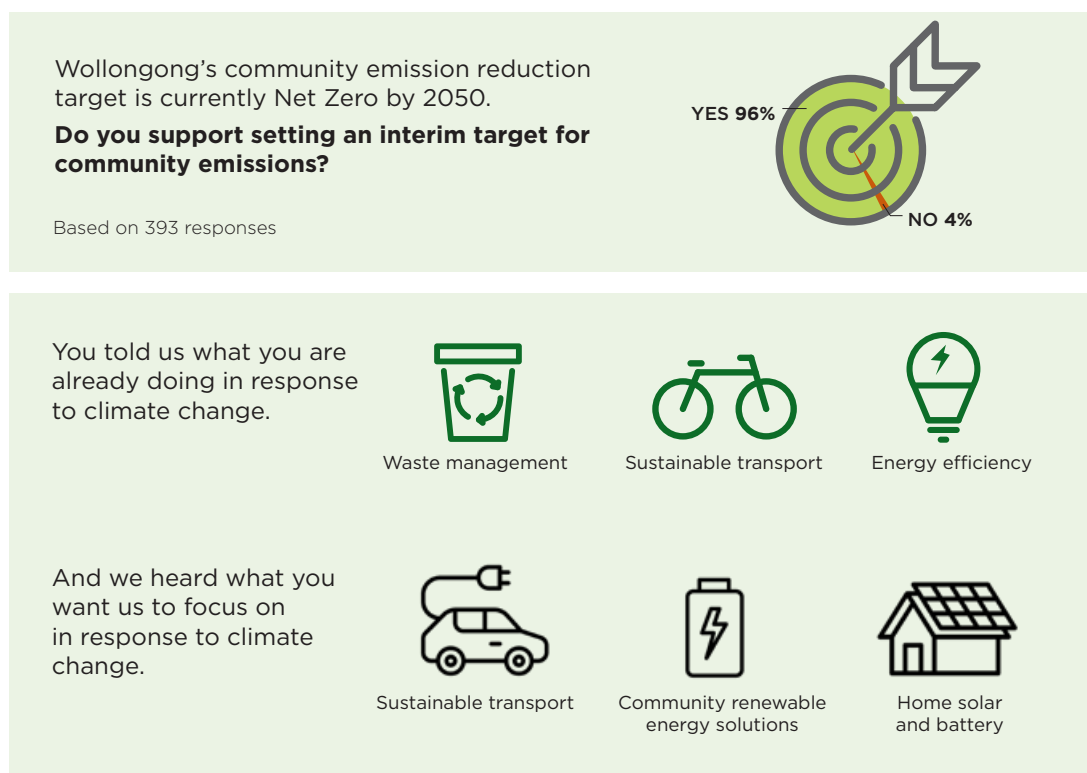 Wollongong's community emission reduction
target is currently Net Zero by 2050.
Do you support setting an interim target for
community emissions?
Based on 393 responses
YES 96%
NO 4%
You told us what you are
already doing in response
to climate change.
Waste management
Sustainable transport
Energy efficiency
And we heard what you
want us to focus on
in response to climate
change.
Sustainable transport
Community renewable
energy solutions
Home solar
and battery